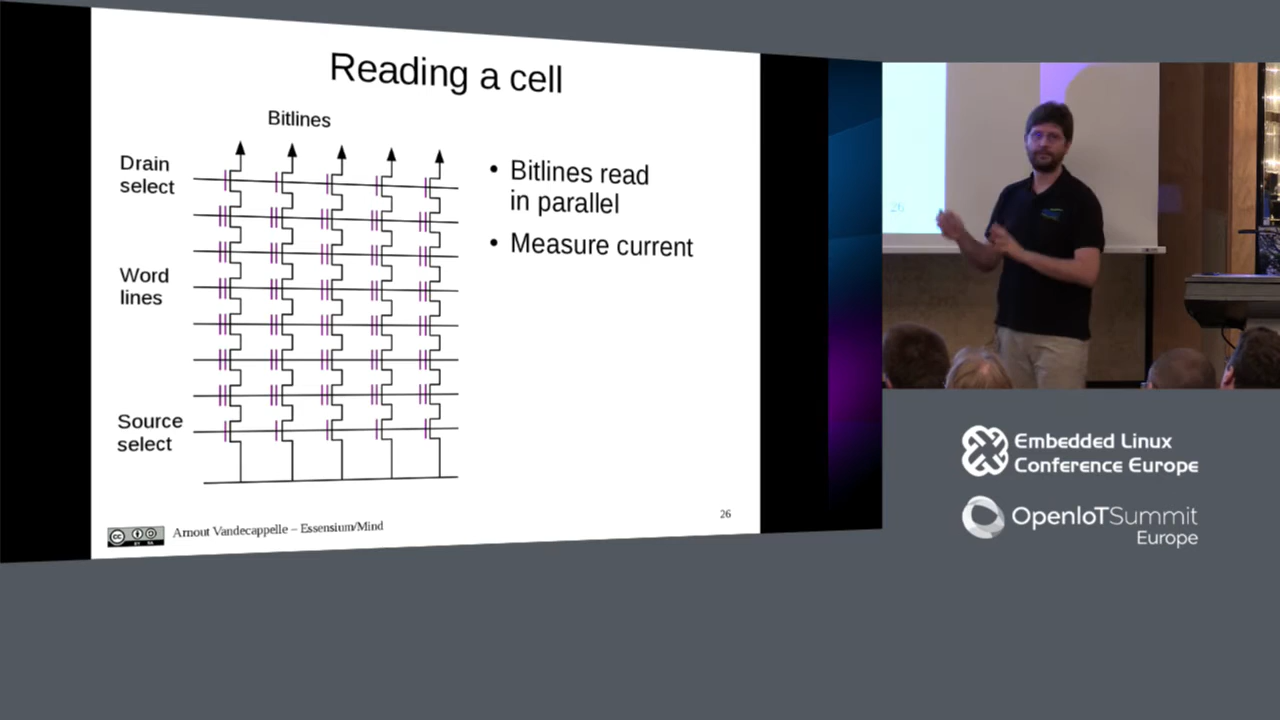 Reading a cell
Bitlines
Drain
select
Word
lines
Source
select
• Bitlines read
in parallel
• Measure current
Arnout Vandecappelle – Essensium/Mind
26
26
Embedded Linux
Conference Europe
OpenIoTSummit
Europe